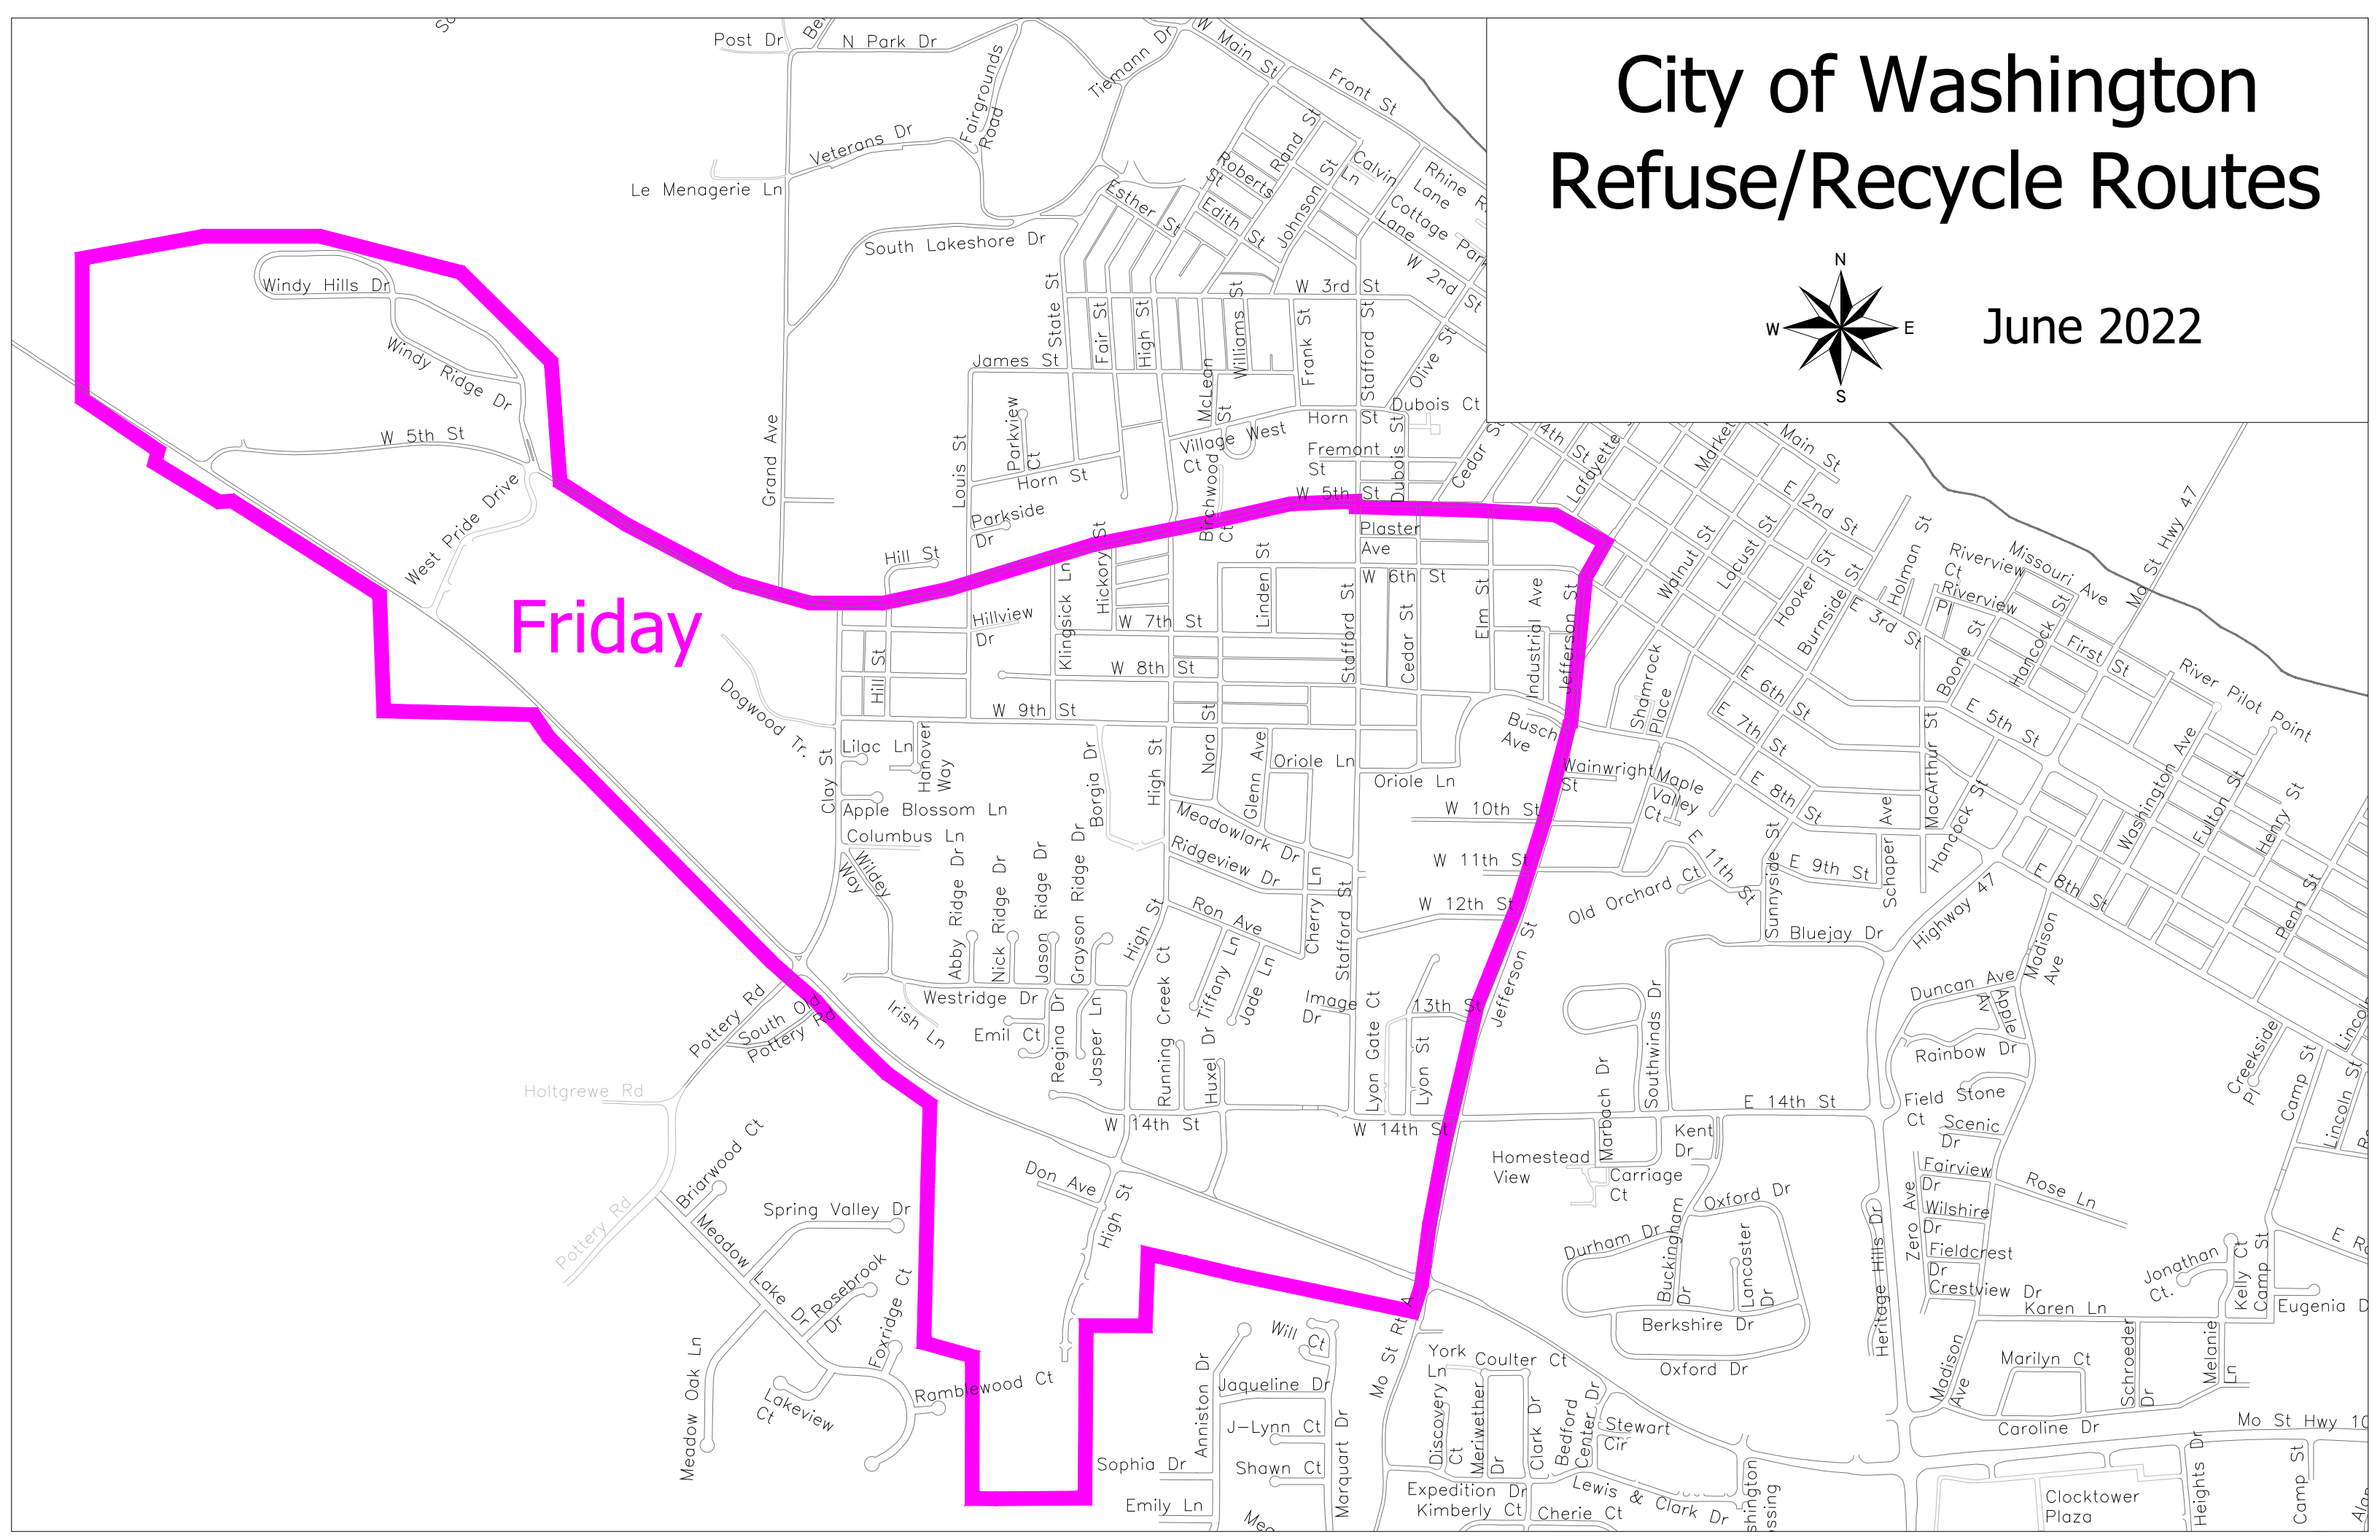 City of Washington
Refuse/Recycle Routes
N
W
E
S
June 2022
Friday
Post Dr
N Park Dr
Fairgrounds
Road
Tiemann Dr
W Main St
Front St
Veterans Dr
Le Menagerie Ln
South Lakeshore Dr
Esther St
Roberts
St
Rand St
Edith St
Johnson St
Calvin
Ln
Rhine
Lane
Cottage
Lane
W 2nd St
W 3rd St
Windy Hills Dr
Windy Ridge Dr
W 5th St
West Pride Drive
Grand Ave
State St
Fair St
High St
James St
McLean
St
Williams St
Frank St
Stafford St
Olive St
Dubois Ct
Horn St
Dubois St
Louis St
Parkview
Ct
Horn St
Village West
Ct
Birchwood
Ct
Fremont
St
W 5th St
Cedar St
4th St
Lafayette
Market
Main St
E 2nd St
Parkside
Dr
Hill St
Hickory St
Klingsick Ln
Plaster
Ave
W 6th St
Linden St
Stafford St
Cedar St
Elm St
Industrial Ave
Jefferson St
Hillview
Dr
W 7th St
W 8th St
Hill St
Hill St
W 9th St
Dogwood Tr.
Walnut St
Locust St
Hooker St
Burnside St
Holman St
E 3rd St
Riverview
Ct
Riverview
Pl
Missouri Ave
Mo St Hwy 47
Boone St
Hancock St
First St
River Pilot Point
E 5th St
Shamrock
Place
E 6th St
E 7th St
E 8th St
MacArthur St
Hancock St
Washington Ave
Fulton St
Henry St
Penn St
E 8th St
Busch
Ave
Wainwright
St
Maple
Valley
Ct
Lilac Ln
Hanover
Way
Clay St
Apple Blossom Ln
Columbus Ln
Wildey
Way
Borgia Dr
High St
Nora St
Glenn Ave
Oriole Ln
Oriole Ln
Meadowlark Dr
Ridgeview Dr
W 10th St
W 11th St
W 12th St
E 11th St
Old Orchard Ct
Sunnyside St
E 9th St
Schaper Ave
Highway 47
Bluejay Dr
Abby Ridge Dr
Nick Ridge Dr
Jason Ridge Dr
Grayson Ridge Dr
High St
Ron Ave
Cherry Ln
Stafford St
Tiffany Ln
Jade Ln
Westridge Dr
Irish Ln
Emil Ct
Regina Dr
Jasper Ln
Running Creek Ct
Huxel Dr
Image
Dr
Lyon Gate Ct
13th St
Lyon St
Jefferson St
Southwinds Dr
Marbach Dr
Madison
Ave
Duncan Ave
Apple
Av
Rainbow Dr
Creekside
Pl
Camp St
Lincoln St
Field Stone
Ct
Scenic
Dr
Pottery Rd
South Old
Pottery Rd
Holtgrewe Rd
Pottery Rd
W 14th St
W 14th St
E 14th St
Kent
Dr
Homestead
View
Carriage
Ct
Don Ave
High St
Briarwood Ct
Spring Valley Dr
Meadow Lake Dr
Rosebrook
Dr
Foxridge Ct
Ramblewood Ct
Meadow Oak Ln
Lakeview
Ct
Oxford Dr
Durham Dr
Buckingham
Dr
Lancaster
Dr
Berkshire Dr
Oxford Dr
Heritage Hills Dr
Zero Ave
Fairview
Dr
Wilshire
Dr
Fieldcrest
Dr
Crestview Dr
Rose Ln
Jonathan
Ct.
Kelly Ct
Camp St
Karen Ln
Madison
Ave
Marilyn Ct
Schroeder
Dr
Melanie
Ln
Caroline Dr
Will Ct
Mo St Rt A
York
Ln
Coulter Ct
Jaqueline Dr
Anniston Dr
J-Lynn Ct
Shawn Ct
Marquart Dr
Sophia Dr
Emily Ln
Discovery
Ct
Meriwether
Dr
Clark Dr
Bedford
Center Dr
Stewart
Cir
Expedition Dr
Kimberly Ct
Cherie Ct
Lewis & Clark Dr
Clocktower
Plaza
Heights Dr
Camp St